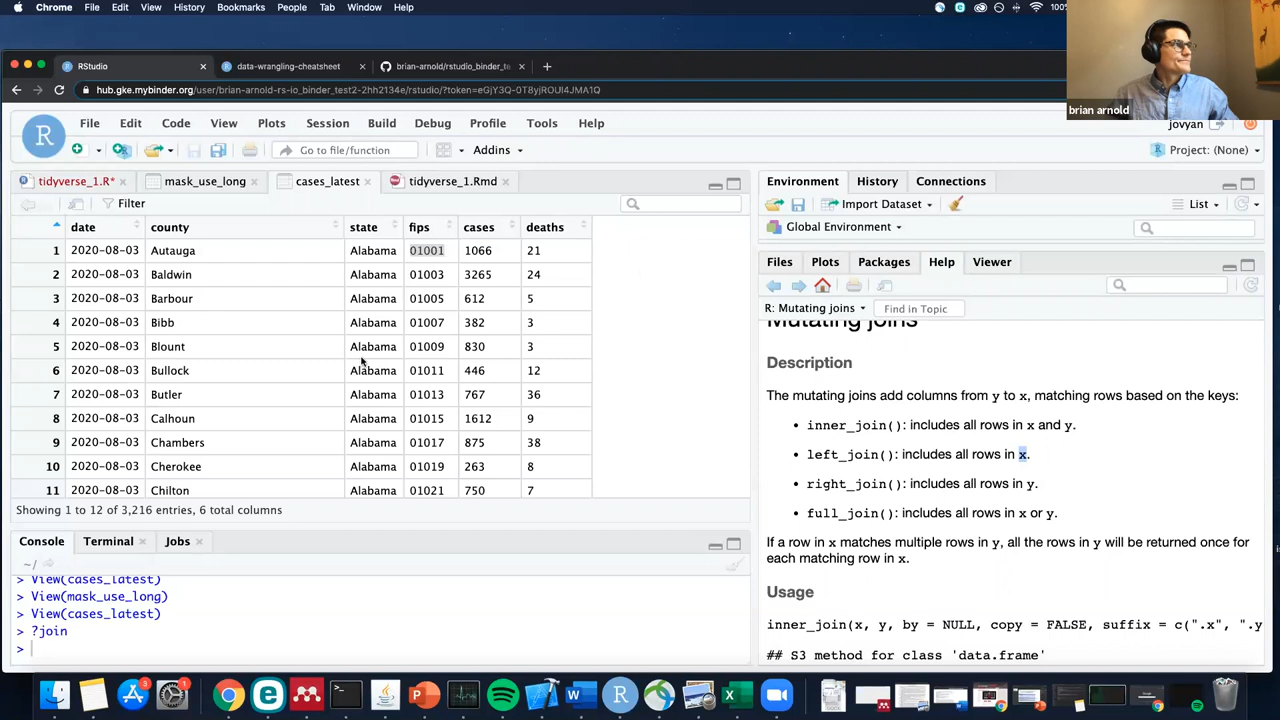 Chrome File Edit View History Bookmarks People Tab Window Help 100%
RStudio data-wrangling-cheatsheet brian-arnold/rstudio_binder_te
hub.gke.mybinder.org/user/brian-arnold-rs-io_binder_test2-2hh2134e/rstudio/?token=eGjY3Q-0T8yjROUI4JMA1Q
brian arnold
File Edit Code View Plots Session Build Debug Profile Tools Help jovyan
Go to file/function Addins Project: (None)
tidyverse_1.R* mask_use_long cases_latest tidyverse_1.Rmd
Filter
date county state fips cases deaths
1 2020-08-03 Autauga Alabama 01001 1066 21
2 2020-08-03 Baldwin Alabama 01003 3265 24
3 2020-08-03 Barbour Alabama 01005 612 5
4 2020-08-03 Bibb Alabama 01007 382 3
5 2020-08-03 Blount Alabama 01009 830 3
6 2020-08-03 Bullock Alabama 01011 446 12
7 2020-08-03 Butler Alabama 01013 767 36
8 2020-08-03 Calhoun Alabama 01015 1612 9
9 2020-08-03 Chambers Alabama 01017 875 38
10 2020-08-03 Cherokee Alabama 01019 263 8
11 2020-08-03 Chilton Alabama 01021 750 7
Showing 1 to 12 of 3,216 entries, 6 total columns
Console Terminal Jobs
~/
> View(cases_latest)
> View(mask_use_long)
> View(cases_latest)
> ?join
>
Environment History Connections
Import Dataset List
Global Environment
Files Plots Packages Help Viewer
R: Mutating joins Find in Topic
Mutating joins
Description
The mutating joins add columns from y to x, matching rows based on the keys:
• inner_join(): includes all rows in x and y.
• left_join(): includes all rows in x.
• right_join(): includes all rows in y.
• full_join(): includes all rows in x or y.
If a row in x matches multiple rows in y, all the rows in y will be returned once for
each matching row in x.
Usage
inner_join(x, y, by = NULL, copy = FALSE, suffix = c(".x", ".y
## S3 method for class 'data.frame'